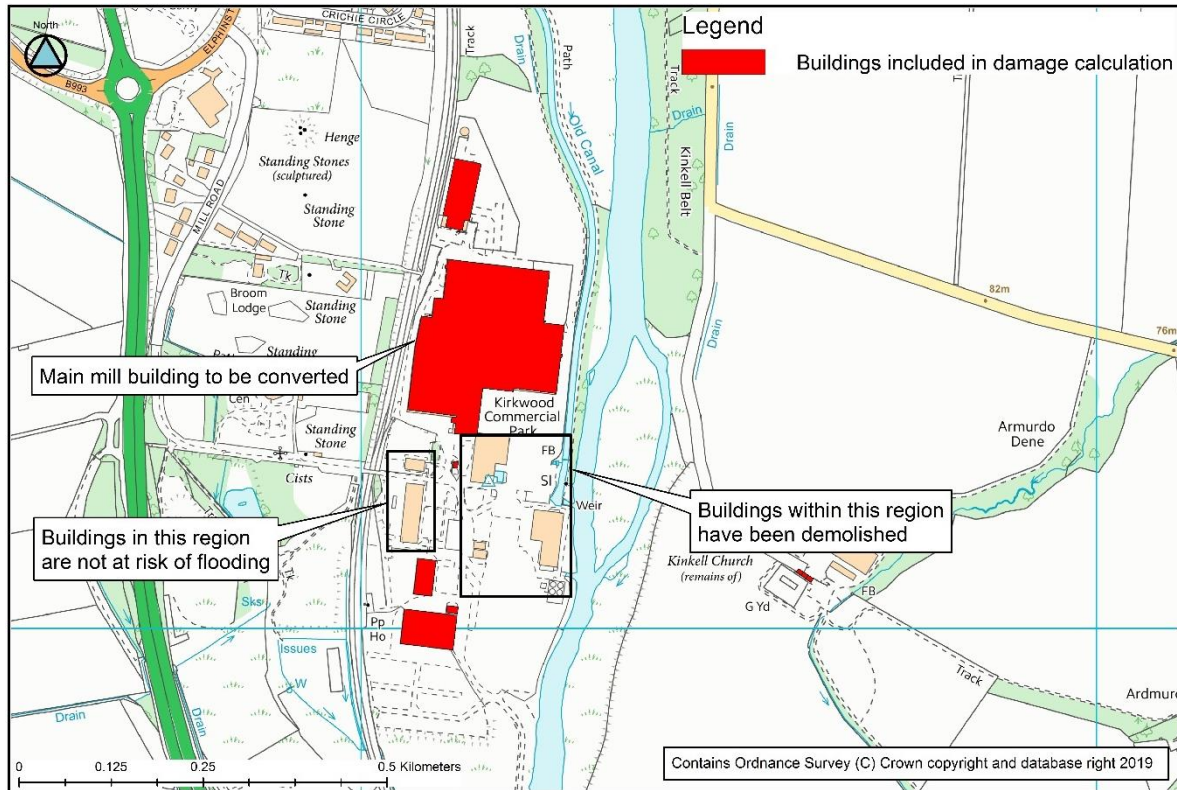 North
CRICHIE CIRCLE
ELPHINST
B993
MILL ROAD
Henge
Standing Stones
(sculptured)
Standing
Stone
Tk
Broom
Lodge
Standing
Stone
Standing
Main mill building to be converted
Cen
Standing
Stone
Cists
Buildings in this region
are not at risk of flooding
Tk
Sks
Issues
W
Drain
Drain
Pp
Ho
Track
Drain
Path
Old Canal
Kirkwood
Commercial
Park
FB
Sl
Weir
Buildings within this region
have been demolished
Legend
Buildings included in damage calculation
Track
Drain
Drain
Kinkell Belt
Drain
82m
76m
Armurdo
Dene
Kinkell Church
(remains of)
G Yd
FB
Track
Ardmurd
0 0.125 0.25 0.5 Kilometers
Contains Ordnance Survey (C) Crown copyright and database right 2019